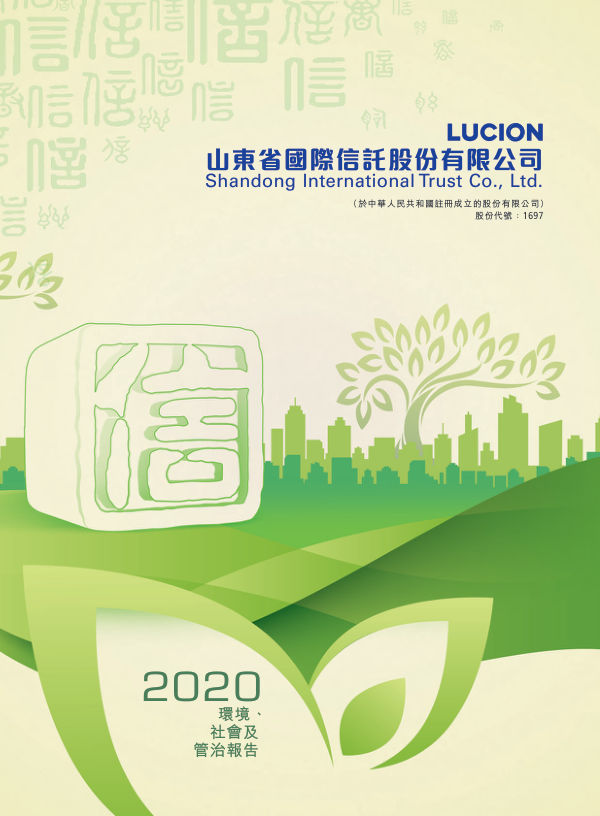 LUCION
山東省國際信託股份有限公司
Shandong International Trust Co., Ltd.
（於中華人民共和國註冊成立的股份有限公司）
股份代號：1697
信
2020
環境、
社會及
管治報告